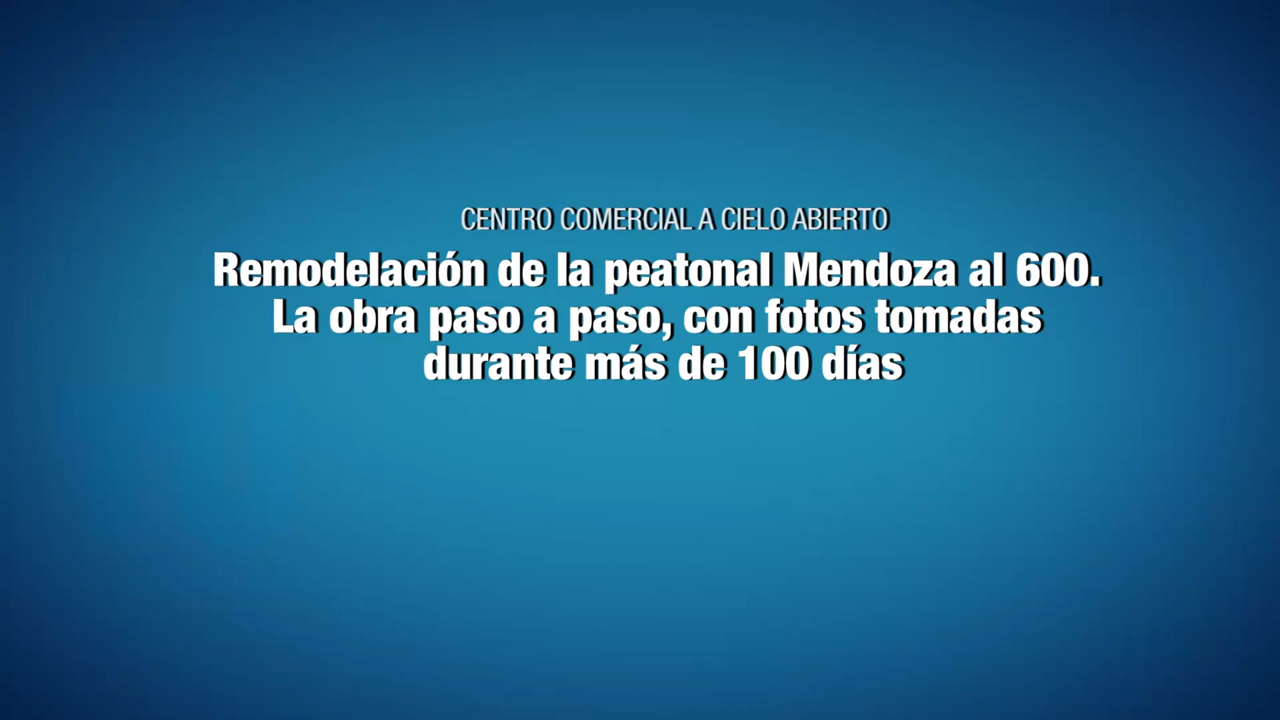 CENTRO COMERCIAL A CIELO ABIERTO
Remodelación de la peatonal Mendoza al 600.
La obra paso a paso, con fotos tomadas
durante más de 100 días